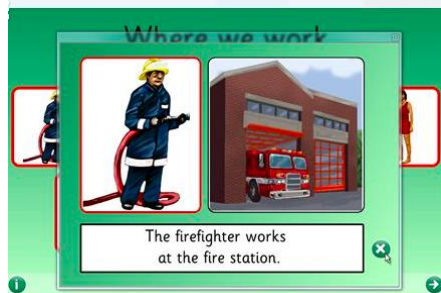 Where we work
The firefighter works
at the fire station.
i